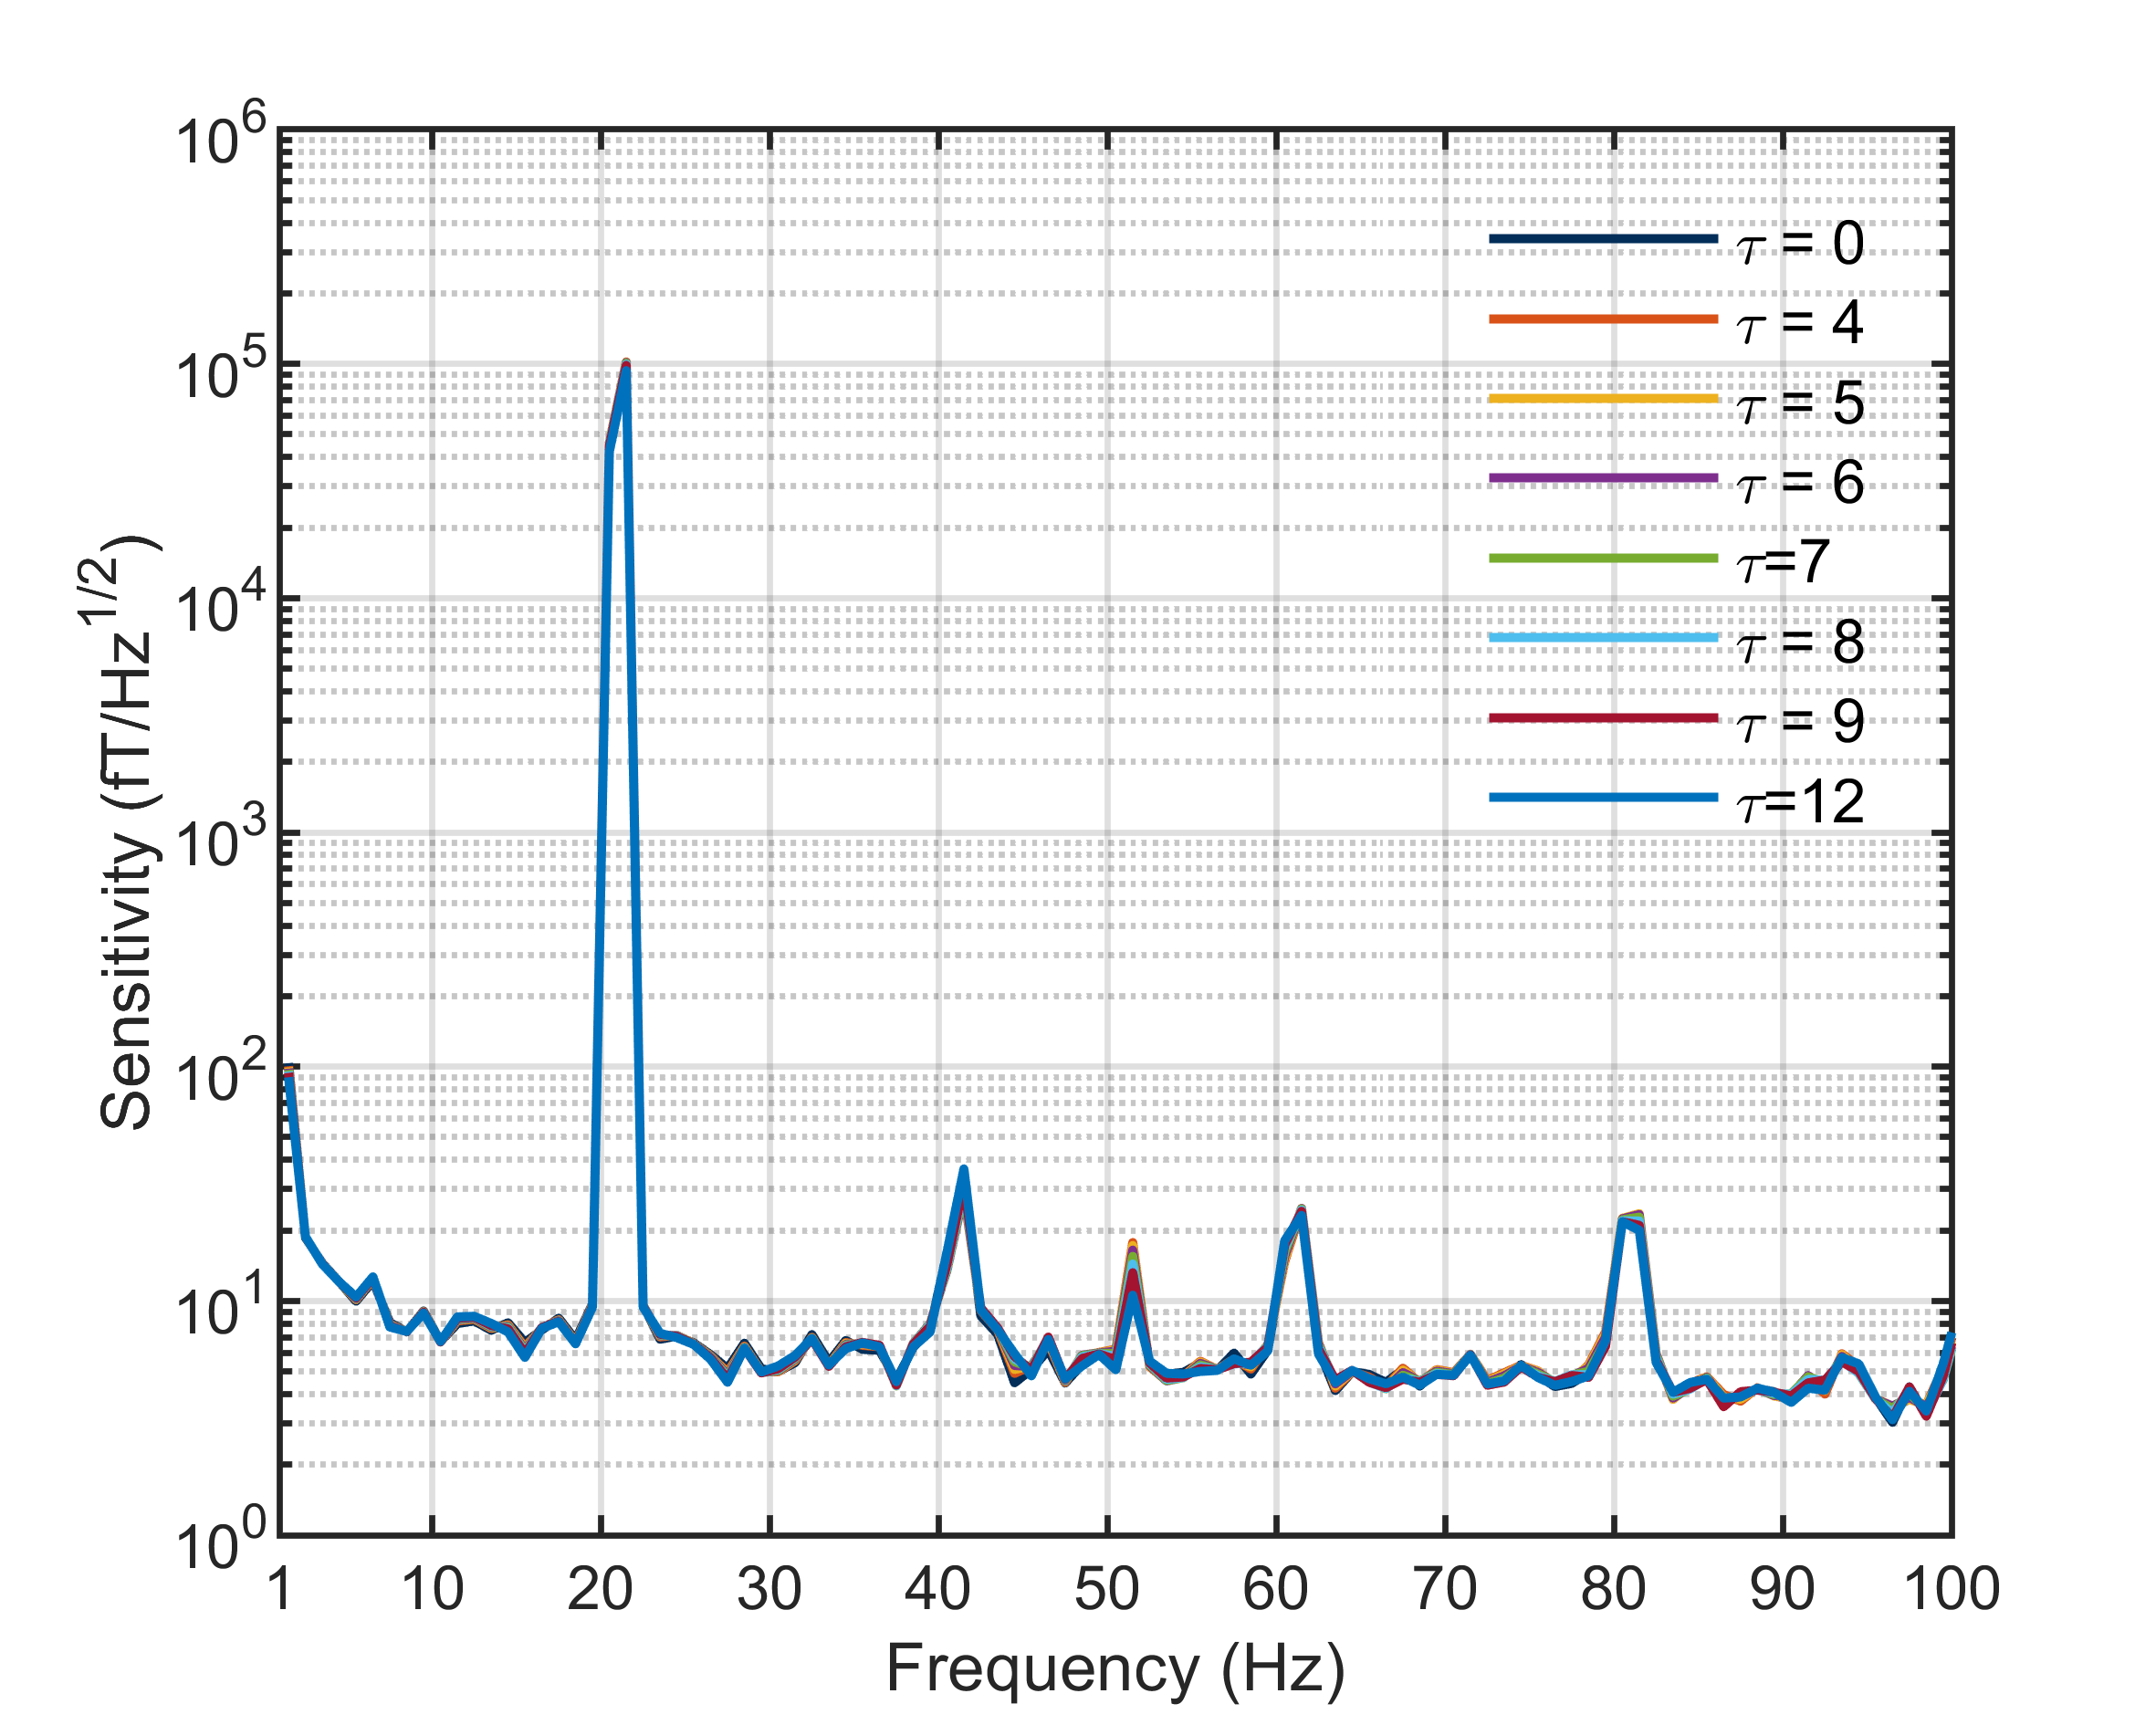 10^6
10^5
10^4
10^3
10^2
10^1
10^0
Sensitivity (fT/Hz^1/2)
τ = 0
τ = 4
τ = 5
τ = 6
τ=7
τ = 8
τ = 9
τ=12
1 10 20 30 40 50 60 70 80 90 100
Frequency (Hz)